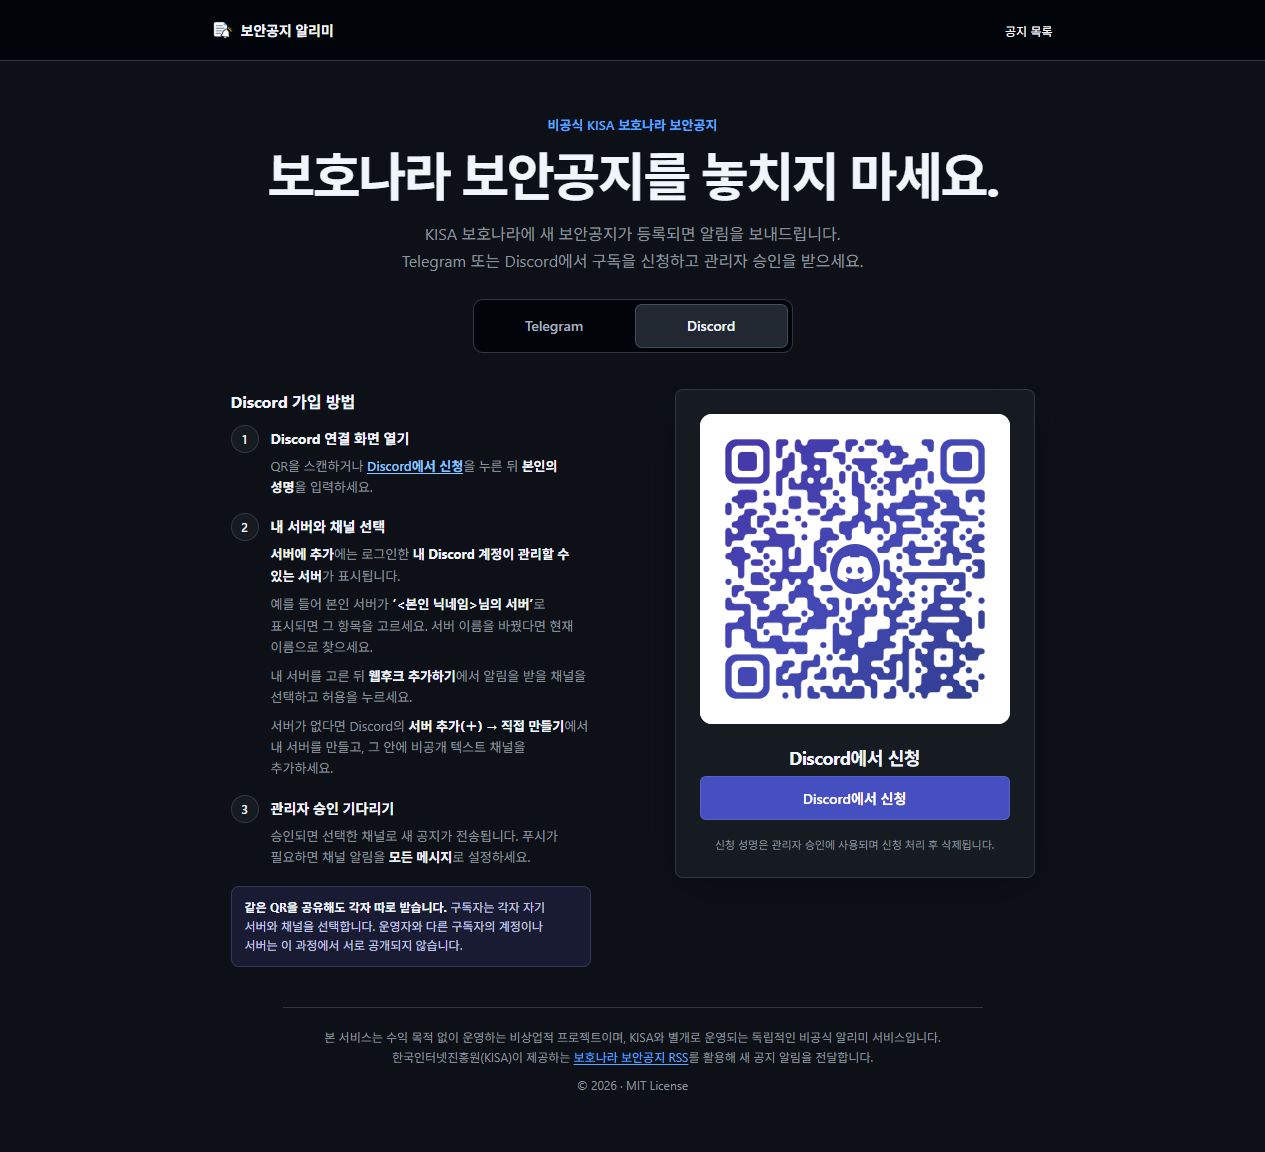 보안공지 알리미
공지 목록
비공식 KISA 보호나라 보안공지
보호나라 보안공지를 놓치지 마세요.
KISA 보호나라에 새 보안공지가 등록되면 알림을 보내드립니다.
Telegram 또는 Discord에서 구독을 신청하고 관리자 승인을 받으세요.
Telegram
Discord
Discord 가입 방법
1
Discord 연결 화면 열기
QR을 스캔하거나 Discord에서 신청을 누른 뒤 본인의
성명을 입력하세요.
2
내 서버와 채널 선택
서버에 추가에는 로그인한 내 Discord 계정이 관리할 수
있는 서버가 표시됩니다.
예를 들어 본인 서버가 ‘<본인 닉네임>님의 서버’로
표시되면 그 항목을 고르세요. 서버 이름을 바꿨다면 현재
이름으로 찾으세요.
내 서버를 고른 뒤 웹후크 추가하기에서 알림을 받을 채널을
선택하고 허용을 누르세요.
서버가 없다면 Discord의 서버 추가(＋) → 직접 만들기에서
내 서버를 만들고, 그 안에 비공개 텍스트 채널을
추가하세요.
3
관리자 승인 기다리기
승인되면 선택한 채널로 새 공지가 전송됩니다. 푸시가
필요하면 채널 알림을 모든 메시지로 설정하세요.
같은 QR을 공유해도 각자 따로 받습니다. 구독자는 각자 자기
서버와 채널을 선택합니다. 운영자와 다른 구독자의 계정이나
서버는 이 과정에서 서로 공개되지 않습니다.
Discord에서 신청
Discord에서 신청
신청 성명은 관리자 승인에 사용되며 신청 처리 후 삭제됩니다.
본 서비스는 수익 목적 없이 운영하는 비상업적 프로젝트이며, KISA와 별개로 운영되는 독립적인 비공식 알리미 서비스입니다.
한국인터넷진흥원(KISA)이 제공하는 보호나라 보안공지 RSS를 활용해 새 공지 알림을 전달합니다.
© 2026 · MIT License